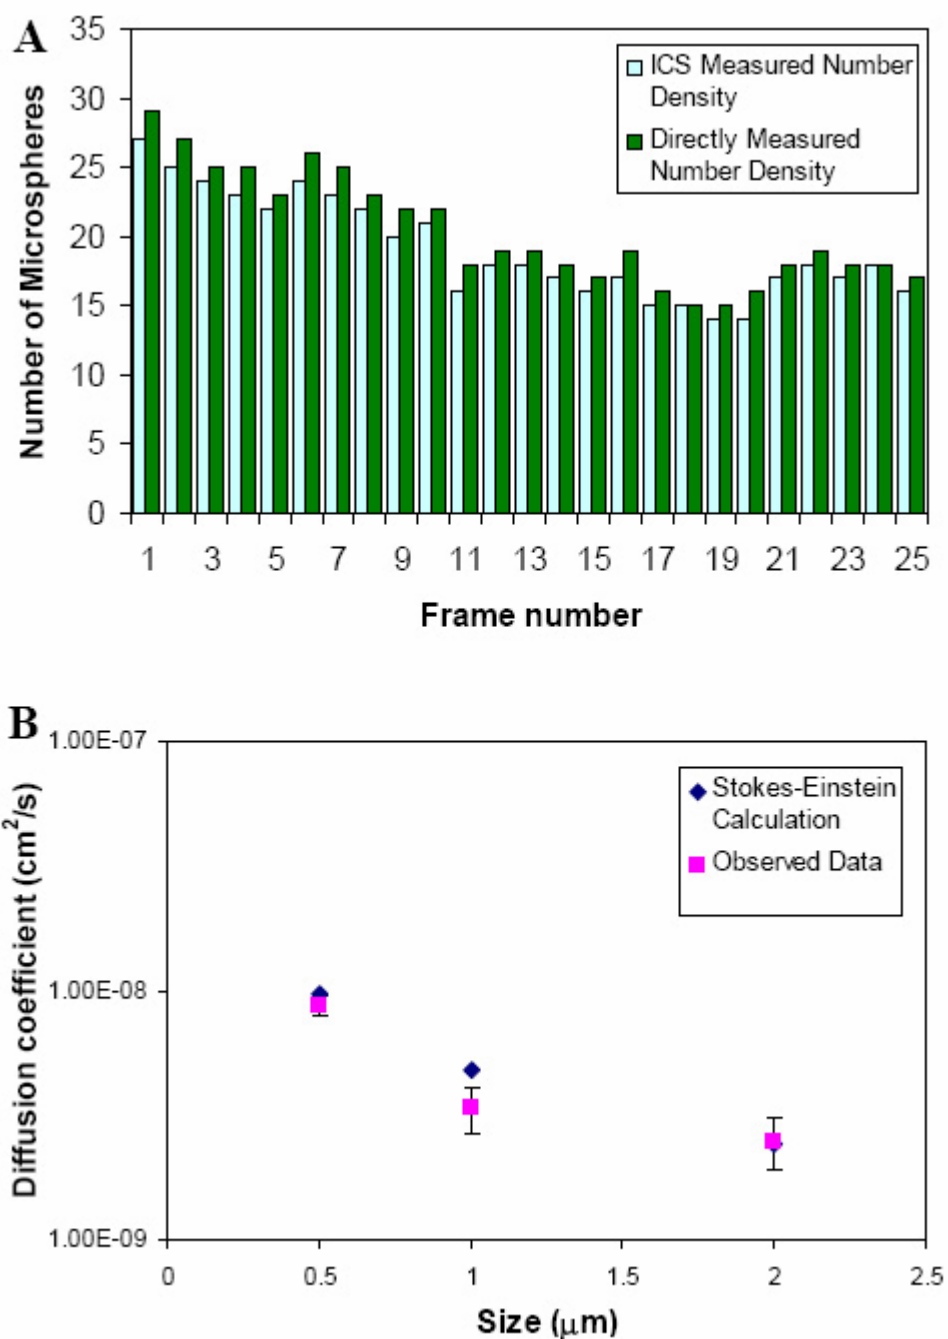 A
35
30
25
20
15
10
5
0
Number of Microspheres
ICS Measured Number
Density
Directly Measured
Number Density
1 3 5 7 9 11 13 15 17 19 21 23 25
Frame number
B
1.00E-07
1.00E-08
1.00E-09
Diffusion coefficient (cm²/s)
Stokes-Einstein
Calculation
Observed Data
0 0.5 1 1.5 2 2.5
Size (μm)